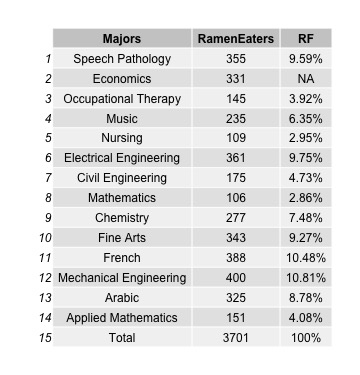 Majors RamenEaters RF
1 Speech Pathology 355 9.59%
2 Economics 331 NA
3 Occupational Therapy 145 3.92%
4 Music 235 6.35%
5 Nursing 109 2.95%
6 Electrical Engineering 361 9.75%
7 Civil Engineering 175 4.73%
8 Mathematics 106 2.86%
9 Chemistry 277 7.48%
10 Fine Arts 343 9.27%
11 French 388 10.48%
12 Mechanical Engineering 400 10.81%
13 Arabic 325 8.78%
14 Applied Mathematics 151 4.08%
15 Total 3701 100%